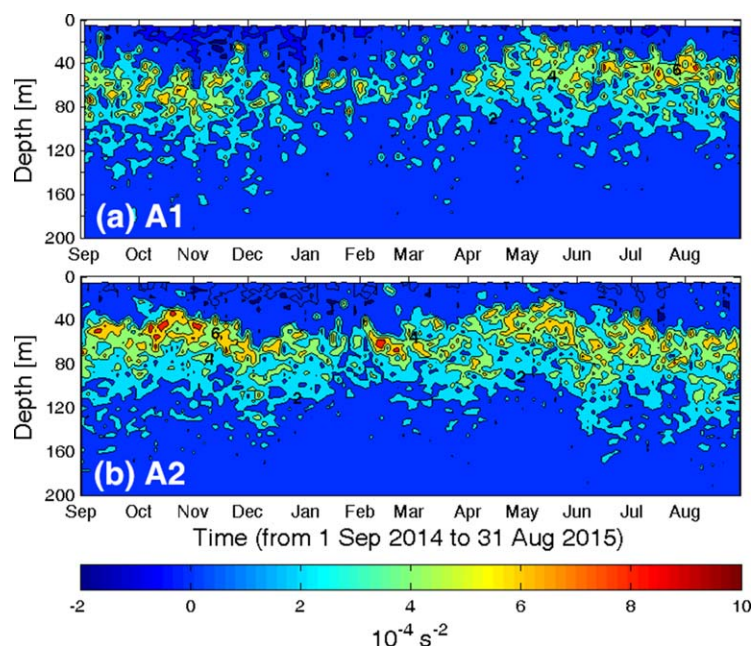 0
40
80
120
160
200
Depth [m]
4
6
2
(a) A1
Sep Oct Nov Dec Jan Feb Mar Apr May Jun Jul Aug
0
40
80
120
160
200
Depth [m]
6
4
4
2
2
(b) A2
Sep Oct Nov Dec Jan Feb Mar Apr May Jun Jul Aug
Time (from 1 Sep 2014 to 31 Aug 2015)
-2 0 2 4 6 8 10
10⁻⁴ s⁻²